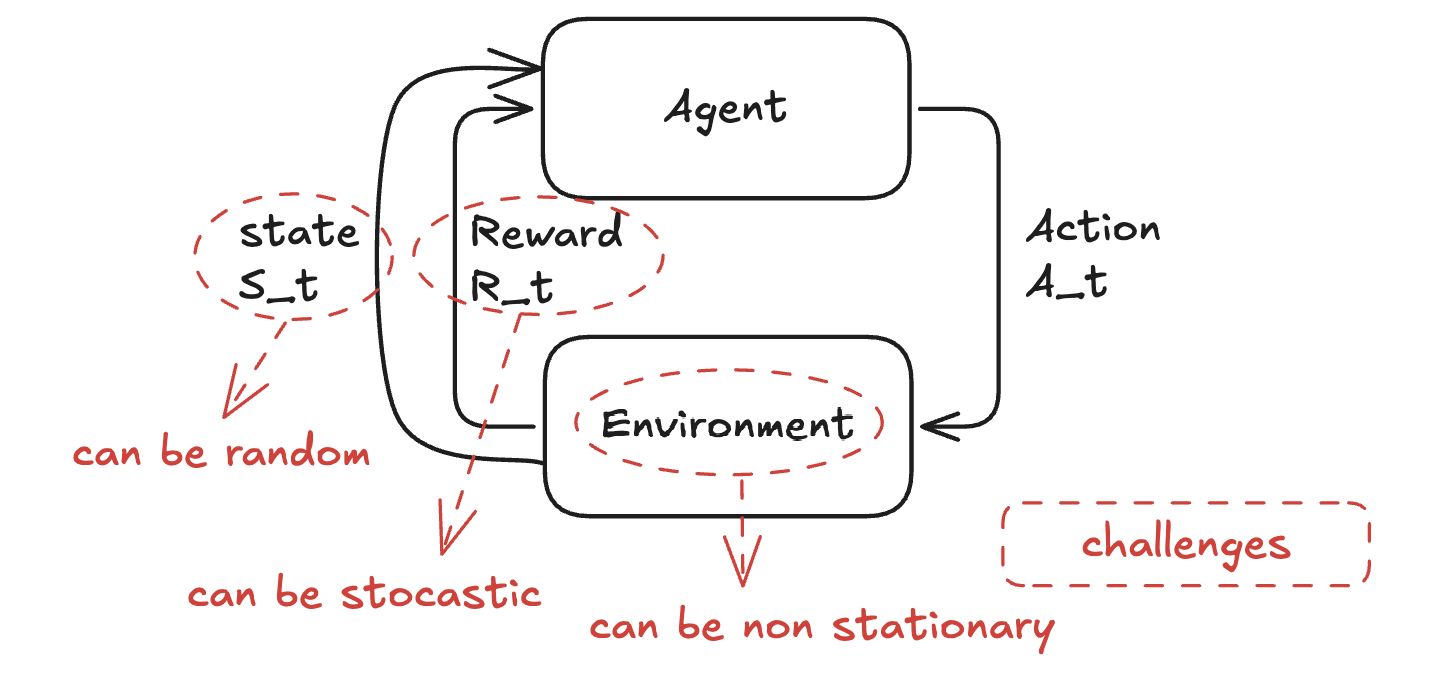 Agent
state
S_t
Reward
R_t
Action
A_t
Environment
can be random
can be stocastic
can be non stationary
challenges